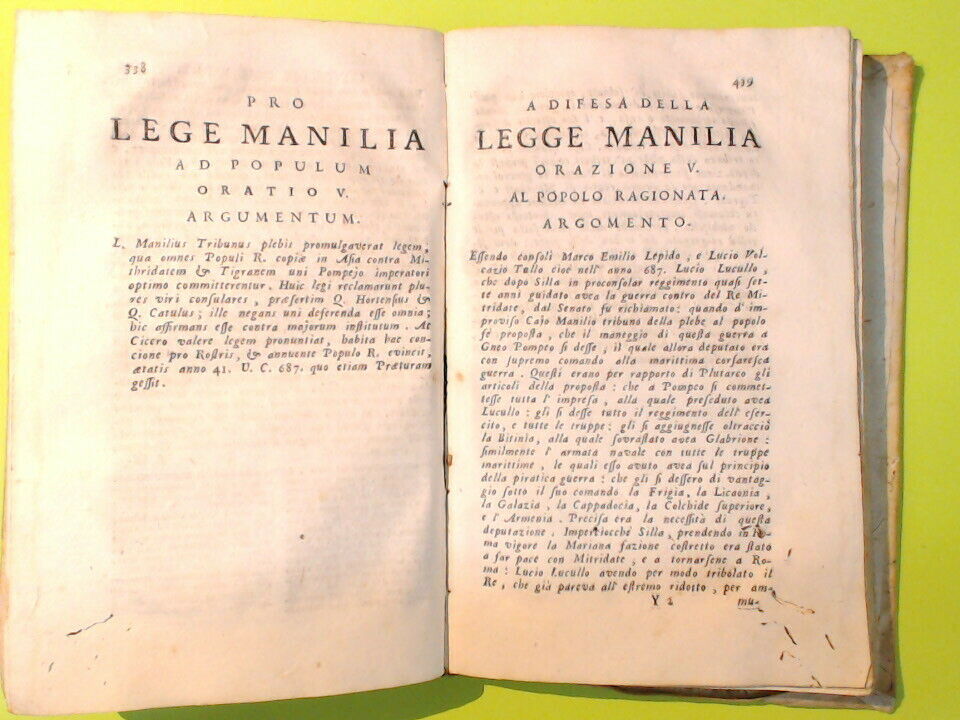 338
PRO
LEGE MANILIA
AD POPULUM
ORATIO V.
ARGUMENTUM.
L. Manilius Tribunus plebis promulgaverat legem;
qua omnes Populi R. copiæ in Asia contra Mi-
thridatem & Tigranem uni Pompejo imperatori
optimo committerentur. Huic legi reclamarunt plu-
res viri consulares, præsertim Q. Hortensius &
Q. Catulus; ille negans uni deferenda esse omnia;
hic affirmans esse contra majorum institutum. At
Cicero valere legem pronuntiat, habita hac con-
cione pro Rostris, & annuente Populo R. evincit,
ætatis anno 41. U. C. 687. quo etiam Præturam
gessit.
439
A DIFESA DELLA
LEGGE MANILIA
ORAZIONE V.
AL POPOLO RAGIONATA.
ARGOMENTO.
Essendo consoli Marco Emilio Lepido, e Lucio Vol-
cazio Tullo cioè nell' anno 687. Lucio Lucullo,
che dopo Silla in proconsolar reggimento quasi set-
te anni guidato avea la guerra contro del Re Mi-
tridate, dal Senato fu richiamato: quando d' im-
proviso Cajo Manilio tribuno della plebe al popolo
fè proposta, che il maneggio di questa guerra a
Gneo Pompeo si desse, il quale allora deputato era
con supremo comando alla marittima corsaresca
guerra. Questi erano per rapporto di Plutarco gli
articoli della proposta: che a Pompeo si commet-
tesse tutta l' impresa, alla quale preseduto avea
Lucullo: gli si desse tutto il reggimento dell' eser-
cito, e tutte le truppe: gli si aggiugnesse oltracciò
la Bitinia, alla quale sovrastato avea Glabrione:
similmente l' armata navale con tutte le truppe
marittime, le quali esso avuto avea sul principio
della piratica guerra: che gli si dessero di vantag-
gio sotto il suo comando la Frigia, la Licaonia,
la Galazia, la Cappadocia, la Colchide superiore,
e l' Armenia. Precisa era la necessità di questa
deputazione. Imperciocchè Silla, prendendo in Ro-
ma vigore la Mariana fazione costretto era stato
a far pace con Mitridate, e a tornarsene a Ro-
ma: Lucio Lucullo avendo per modo tribolato il
Re, che già pareva all' estremo ridotto, per am-
Y 2 mu-